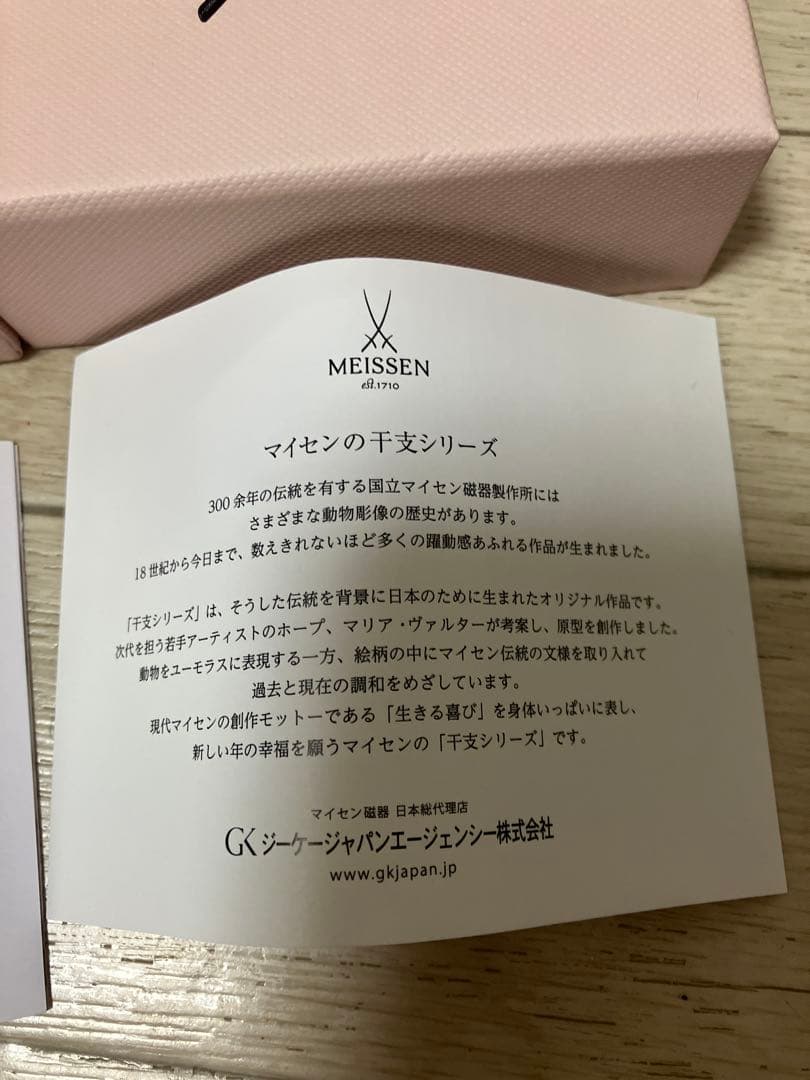 MEISSEN
est.1710
マイセンの干支シリーズ
300余年の伝統を有する国立マイセン磁器製作所には
さまざまな動物彫像の歴史があります。
18世紀から今日まで、数えきれないほど多くの躍動感あふれる作品が生まれました。
「干支シリーズ」は、そうした伝統を背景に日本のために生まれたオリジナル作品です。
次代を担う若手アーティストのホープ、マリア・ヴァルターが考案し、原型を創作しました。
動物をユーモラスに表現する一方、絵柄の中にマイセン伝統の文様を取り入れて
過去と現在の調和をめざしています。
現代マイセンの創作モットーである「生きる喜び」を身体いっぱいに表し、
新しい年の幸福を願うマイセンの「干支シリーズ」です。
マイセン磁器 日本総代理店
GK ジーケージャパンエージェンシー株式会社
www.gkjapan.jp